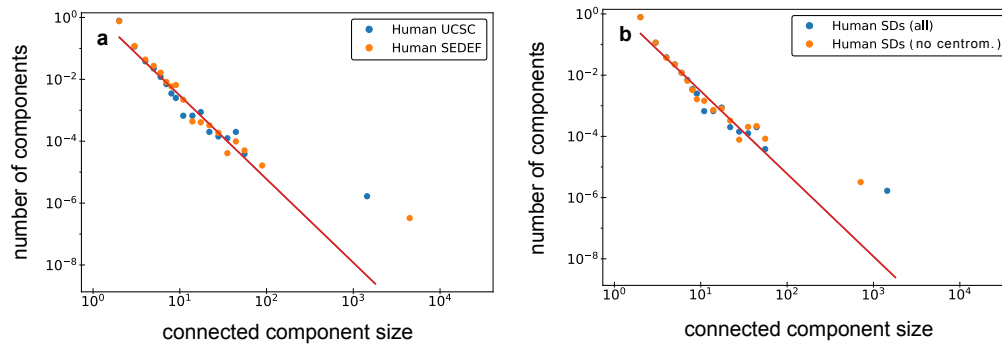 a
Human UCSC
Human SEDEF
number of components
10^0
10^-2
10^-4
10^-6
10^-8
10^0 10^1 10^2 10^3 10^4
connected component size
b
Human SDs (all)
Human SDs (no centrom.)
number of components
10^0
10^-2
10^-4
10^-6
10^-8
10^0 10^1 10^2 10^3 10^4
connected component size